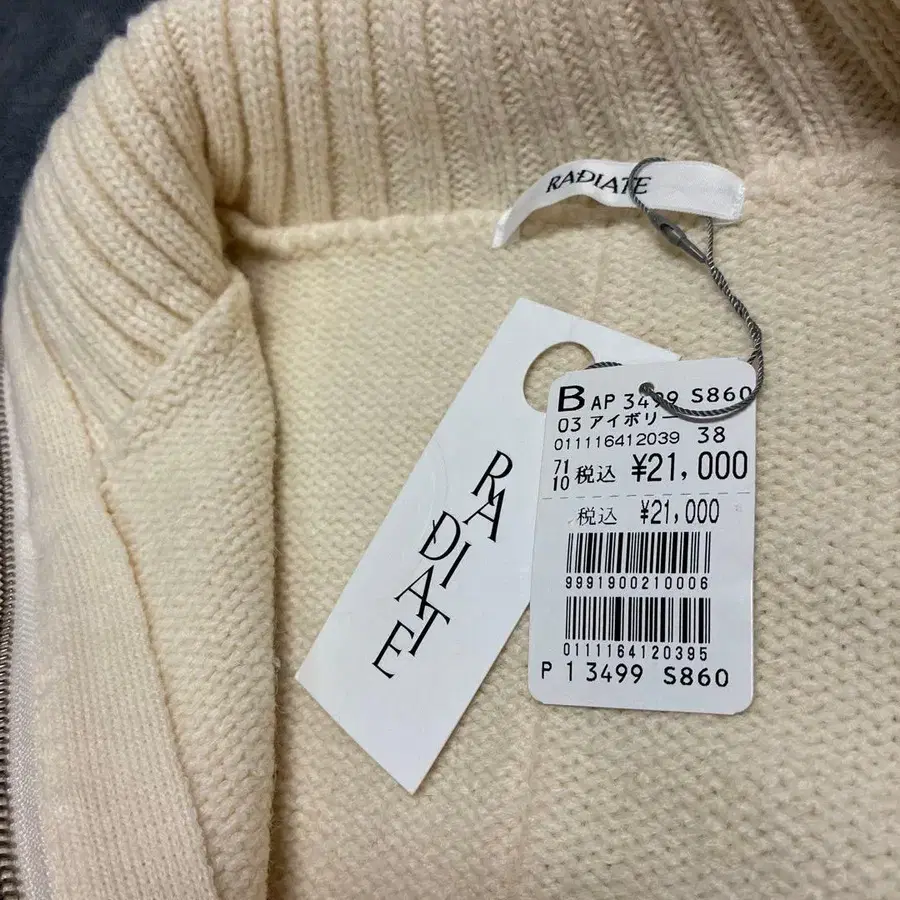 RADIATE
RADIATE
B AP 3499 S860
03 アイボリー
011116412039 38
71
10 税込 ¥21,000
税込 ¥21,000
9991900210006
0111164120395
P 1 3499 S860